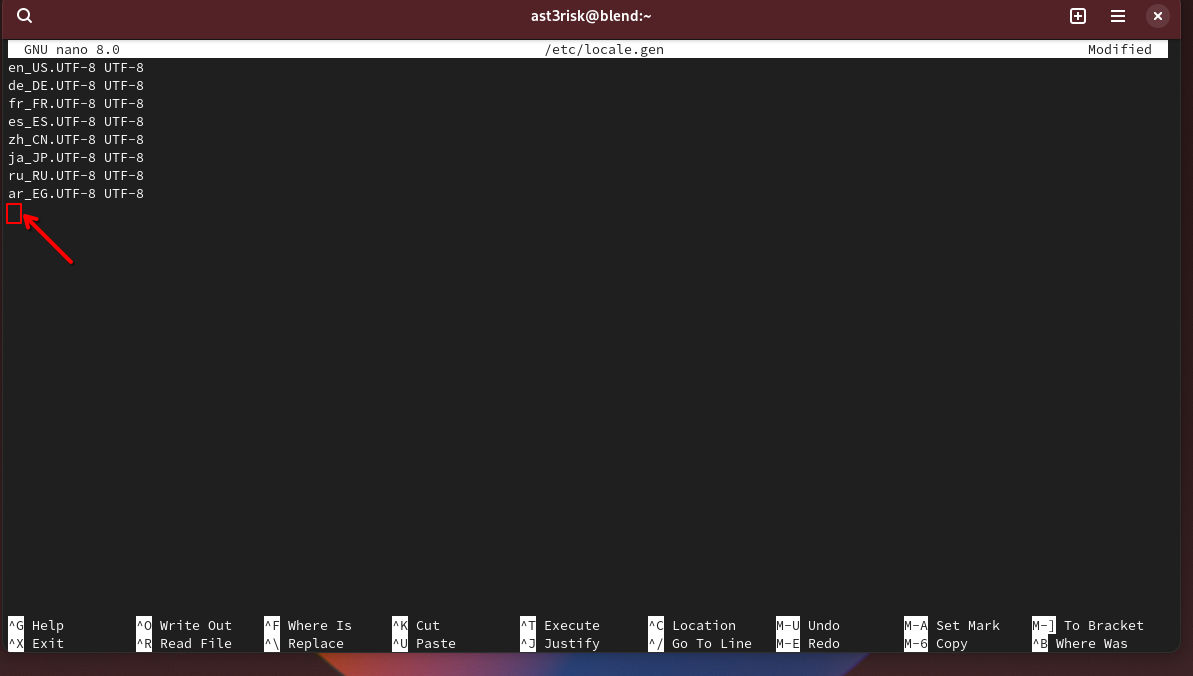 ast3risk@blend:~
GNU nano 8.0 /etc/locale.gen Modified
en_US.UTF-8 UTF-8
de_DE.UTF-8 UTF-8
fr_FR.UTF-8 UTF-8
es_ES.UTF-8 UTF-8
zh_CN.UTF-8 UTF-8
ja_JP.UTF-8 UTF-8
ru_RU.UTF-8 UTF-8
ar_EG.UTF-8 UTF-8
^G Help ^O Write Out ^F Where Is ^K Cut ^T Execute ^C Location M-U Undo M-A Set Mark M-] To Bracket
^X Exit ^R Read File ^\ Replace ^U Paste ^J Justify ^/ Go To Line M-E Redo M-6 Copy ^B Where Was